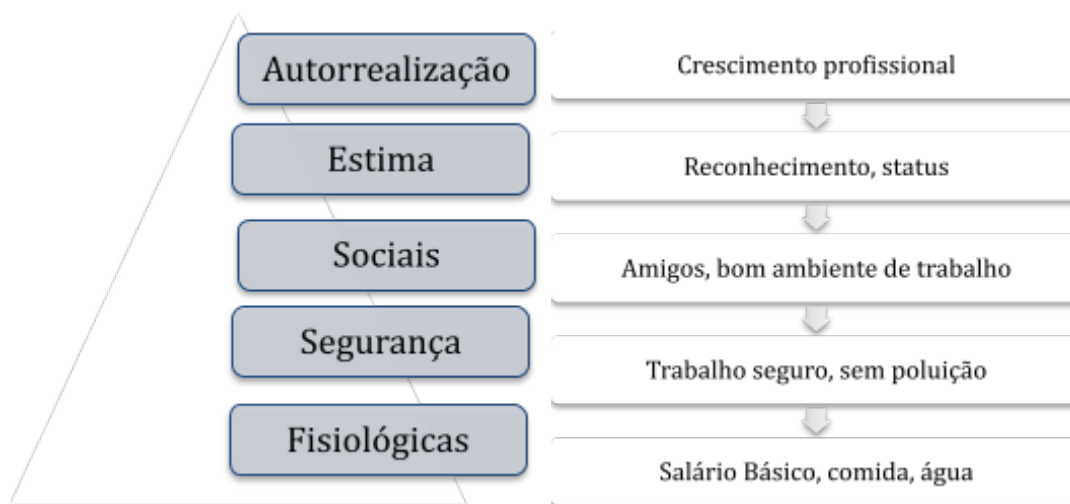 Autorrealização
Crescimento profissional
Estima
Reconhecimento, status
Sociais
Amigos, bom ambiente de trabalho
Segurança
Trabalho seguro, sem poluição
Fisiológicas
Salário Básico, comida, água